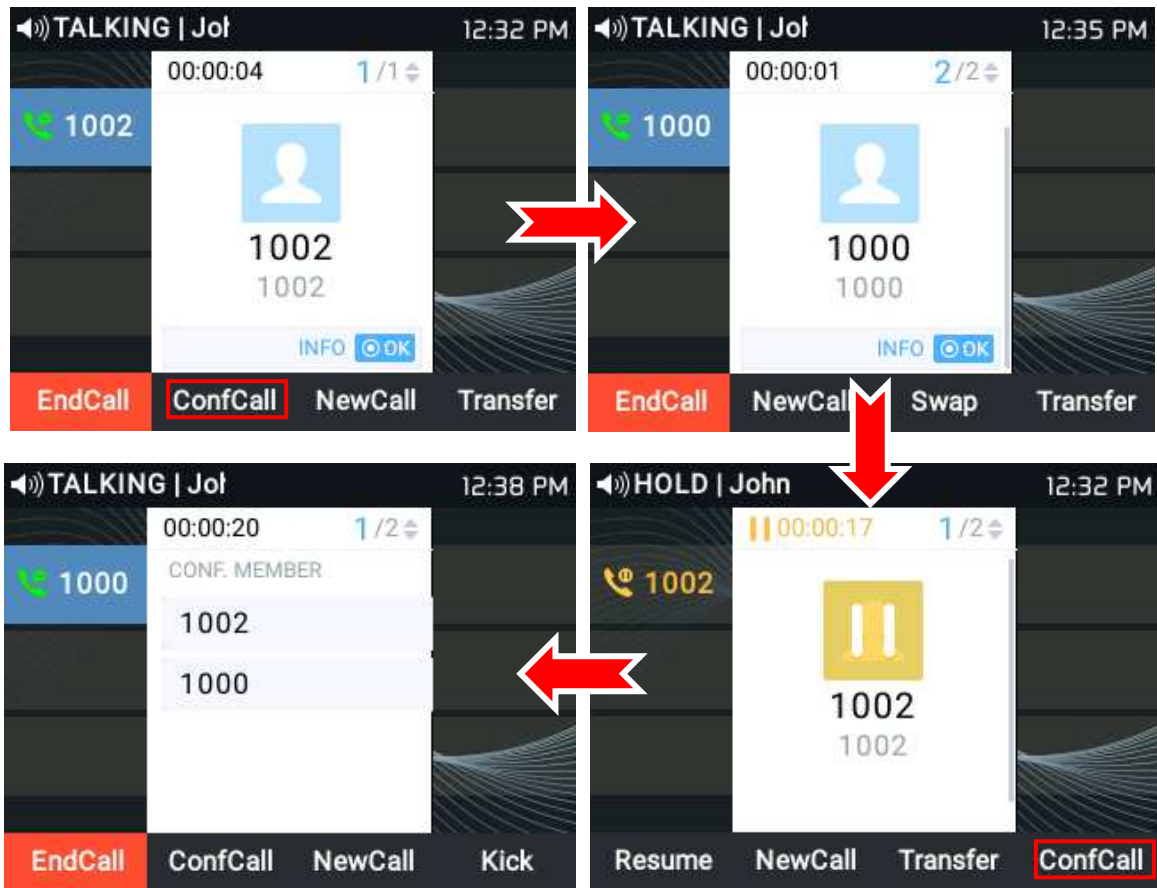 TALKING | Joł
12:32 PM
00:00:04
1/1
1002
1002
1002
INFO OK
EndCall
ConfCall
NewCall
Transfer
TALKING | Joł
12:35 PM
00:00:01
2/2
1000
1000
1000
INFO OK
EndCall
NewCall
Swap
Transfer
TALKING | Joł
12:38 PM
00:00:20
1/2
1000
CONF. MEMBER
1002
1000
EndCall
ConfCall
NewCall
Kick
HOLD | John
12:32 PM
00:00:17
1/2
1002
1002
1002
Resume
NewCall
Transfer
ConfCall